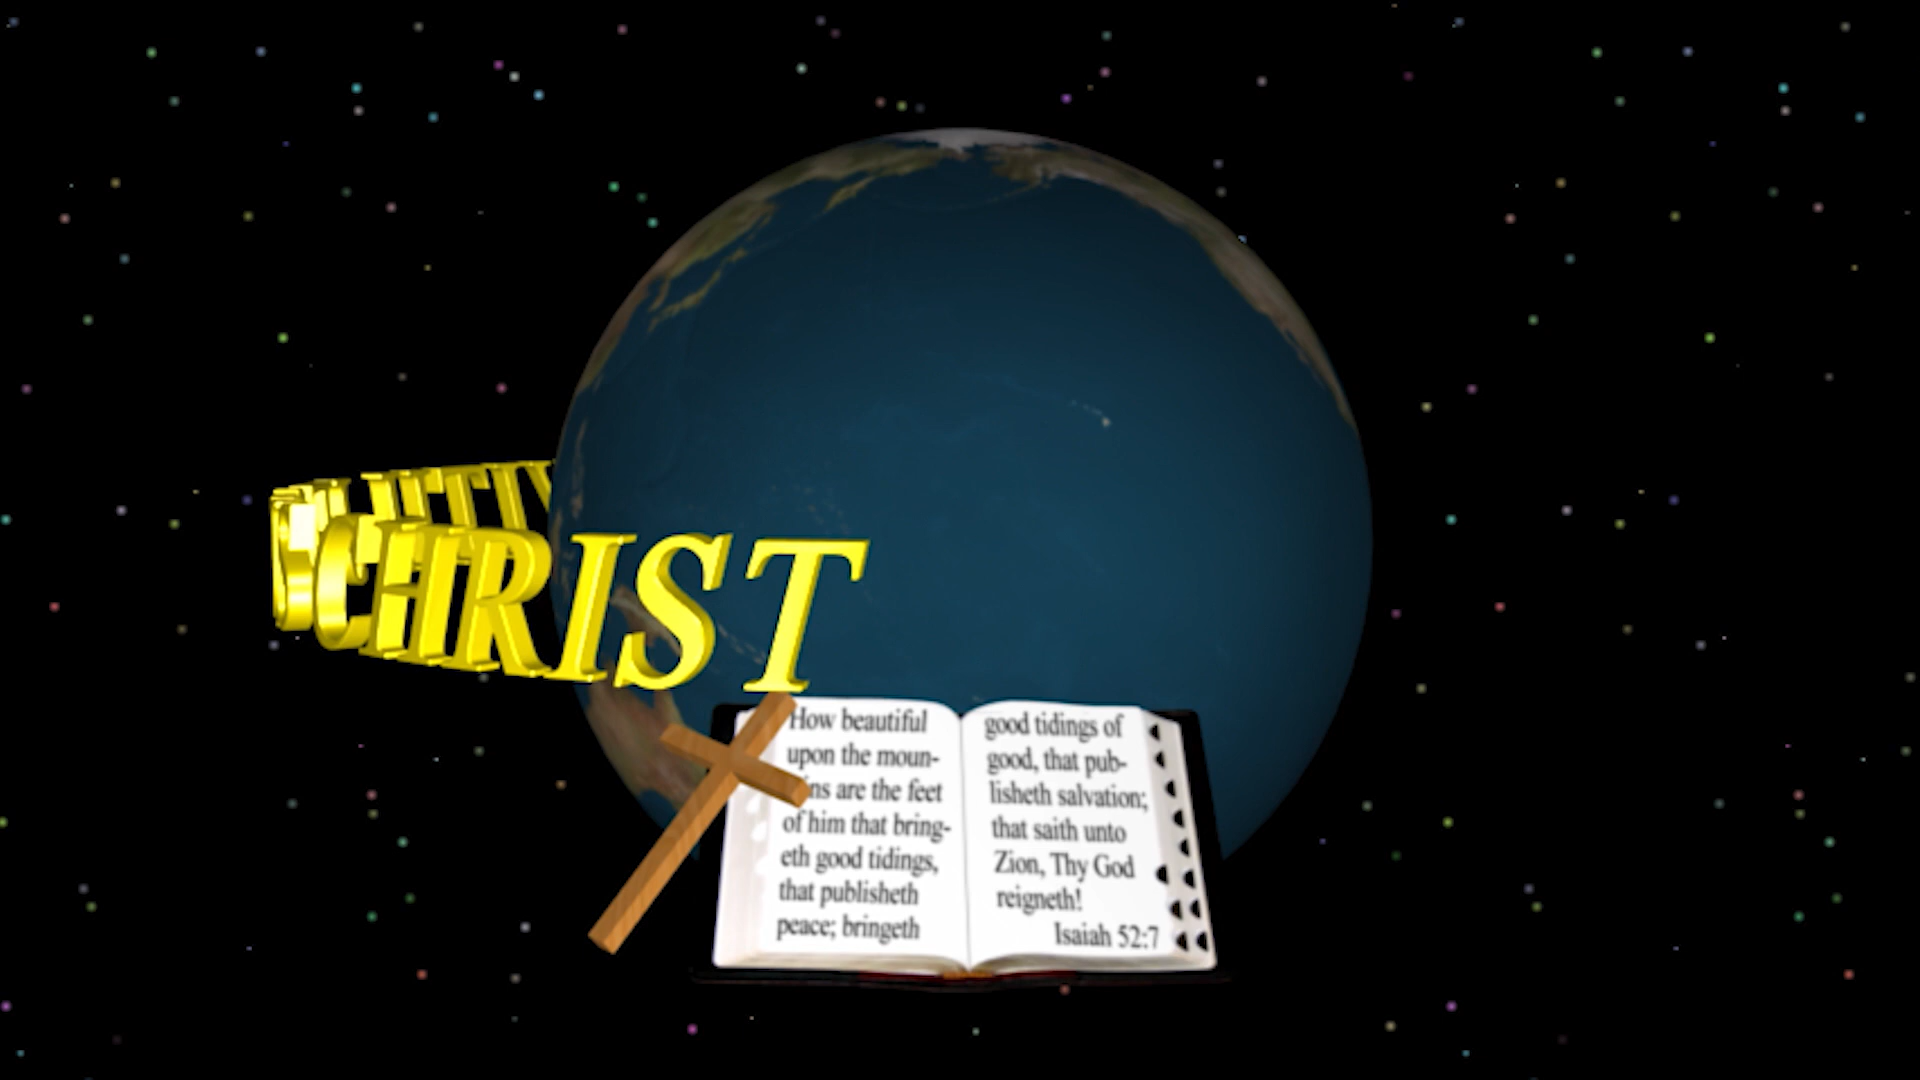 CHRIST
How beautiful
upon the moun-
ins are the feet
of him that bring-
eth good tidings,
that publisheth
peace; bringeth
good tidings of
good, that pub-
lisheth salvation;
that saith unto
Zion, Thy God
reigneth!
Isaiah 52:7